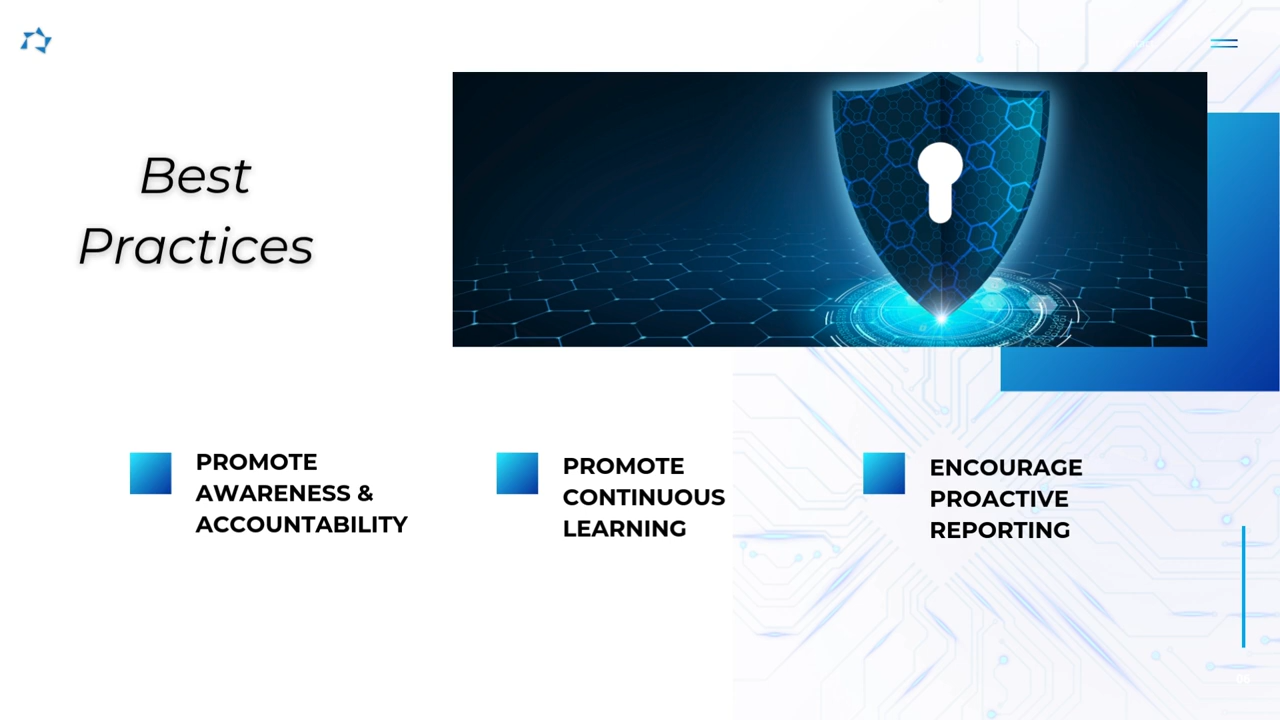 Best
Practices
PROMOTE
AWARENESS &
ACCOUNTABILITY
PROMOTE
CONTINUOUS
LEARNING
ENCOURAGE
PROACTIVE
REPORTING